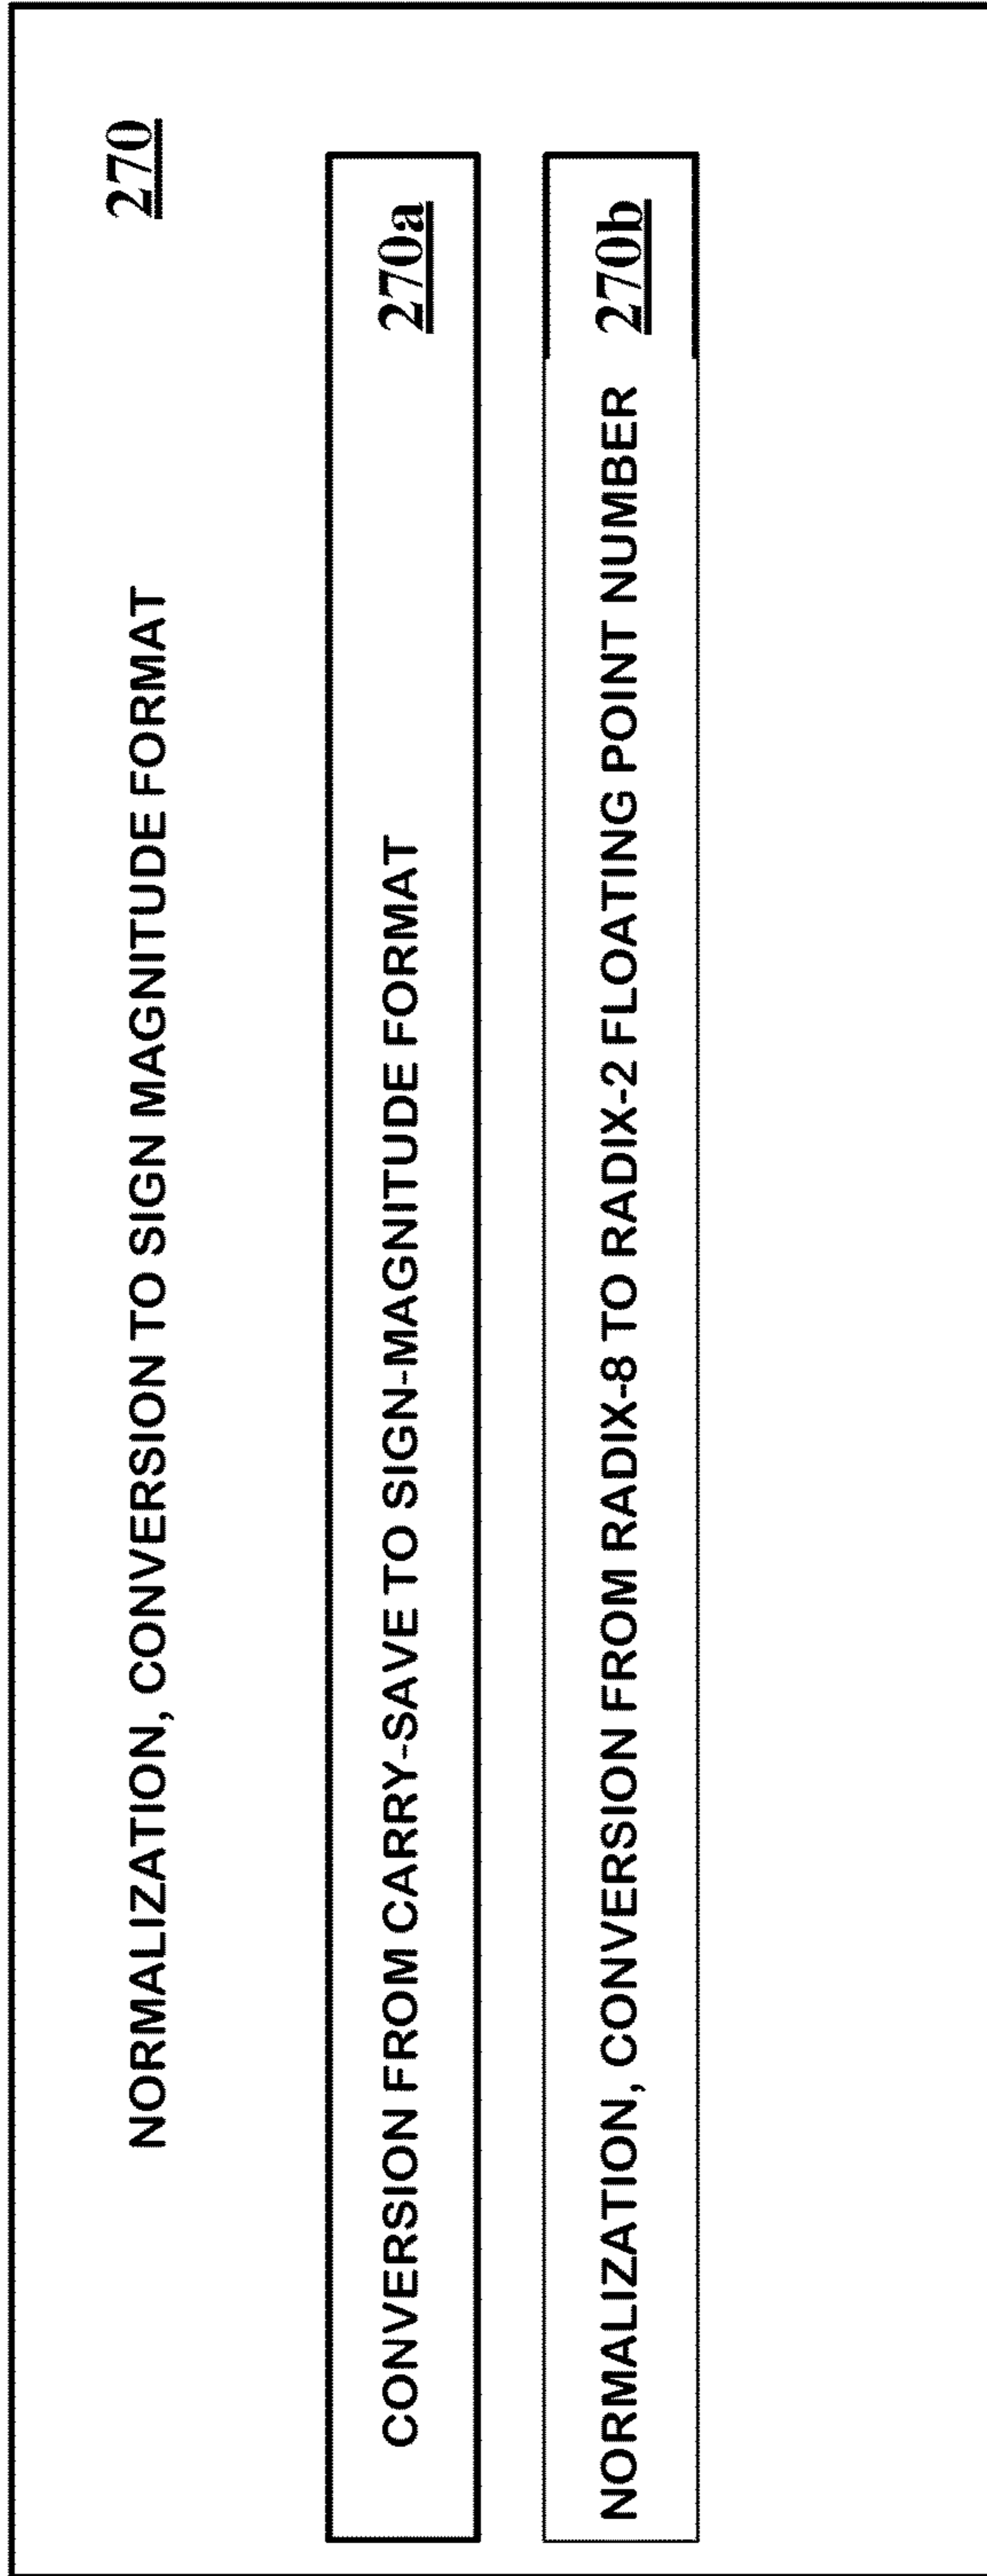 NORMALIZATION, CONVERSION TO SIGN MAGNITUDE FORMAT 270
CONVERSION FROM CARRY-SAVE TO SIGN-MAGNITUDE FORMAT 270a
NORMALIZATION, CONVERSION FROM RADIX-8 TO RADIX-2 FLOATING POINT NUMBER 270b